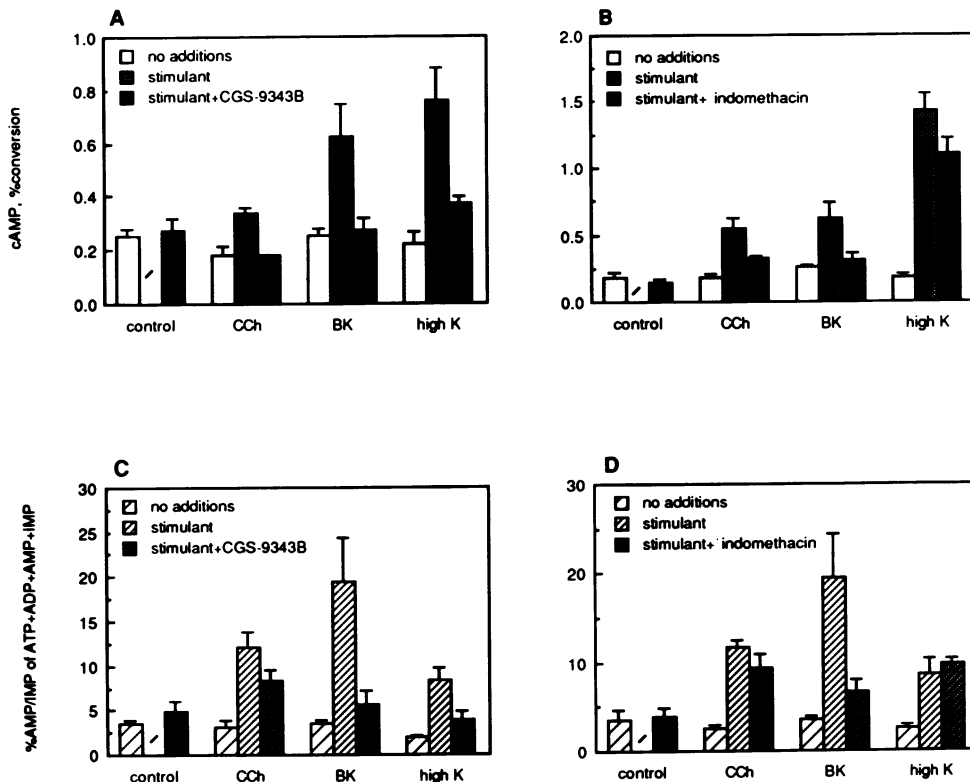 A
cAMP, %conversion
1.0
0.8
0.6
0.4
0.2
0.0
no additions
stimulant
stimulant+CGS-9343B
control CCh BK high K
B
2.0
1.5
1.0
0.5
0.0
no additions
stimulant
stimulant+ indomethacin
control CCh BK high K
C
%AMP/IMP of ATP+ADP+AMP+IMP
30
25
20
15
10
5
0
no additions
stimulant
stimulant+CGS-9343B
control CCh BK high K
D
30
20
10
0
no additions
stimulant
stimulant+ indomethacin
control CCh BK high K